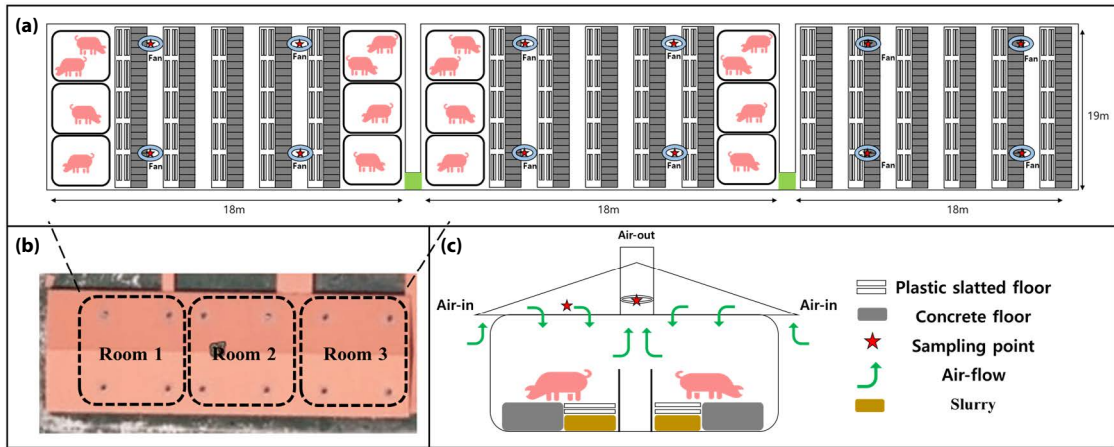 (a)
Fan Fan Fan Fan Fan Fan
Fan Fan Fan Fan Fan Fan
19m
18m 18m 18m
(b)
Room 1 Room 2 Room 3
(c)
Air-out
Air-in Air-in
Plastic slatted floor
Concrete floor
Sampling point
Air-flow
Slurry